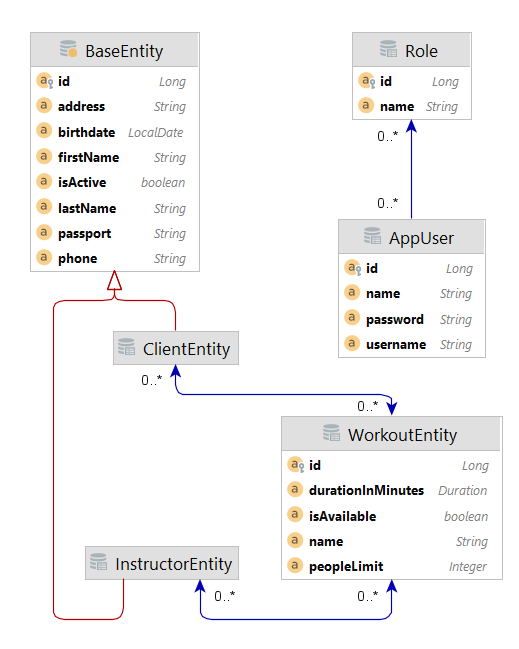 BaseEntity
id Long
address String
birthdate LocalDate
firstName String
isActive boolean
lastName String
passport String
phone String
Role
id Long
name String
0..*
0..*
AppUser
id Long
name String
password String
username String
ClientEntity
0..*
0..*
WorkoutEntity
id Long
durationInMinutes Duration
isAvailable boolean
name String
peopleLimit Integer
InstructorEntity
0..*
0..*